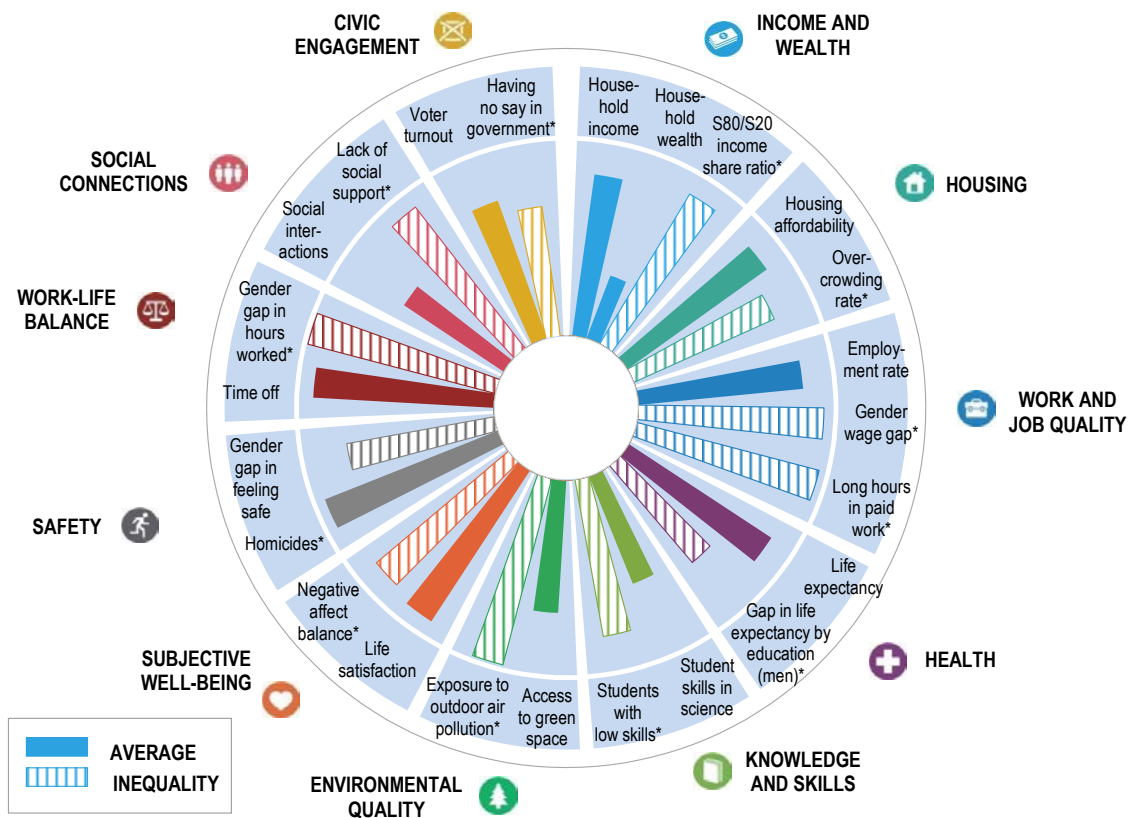 CIVIC
ENGAGEMENT
INCOME AND
WEALTH
Having
no say in
government*
Voter
turnout
House-
hold
income
House-
hold
wealth
S80/S20
income
share ratio*
SOCIAL
CONNECTIONS
Lack of
social
support*
Social
inter-
actions
HOUSING
Housing
affordability
Over-
crowding
rate*
WORK-LIFE
BALANCE
Gender
gap in
hours
worked*
Time off
Employ-
ment rate
Gender
wage gap*
Long hours
in paid
work*
WORK AND
JOB QUALITY
SAFETY
Gender
gap in
feeling
safe
Homicides*
Life
expectancy
Gap in life
expectancy by
education
(men)*
HEALTH
SUBJECTIVE
WELL-BEING
Negative
affect
balance*
Life
satisfaction
Exposure to
outdoor air
pollution*
Access
to green
space
Students
with
low skills*
Student
skills in
science
KNOWLEDGE
AND SKILLS
ENVIRONMENTAL
QUALITY
AVERAGE
INEQUALITY